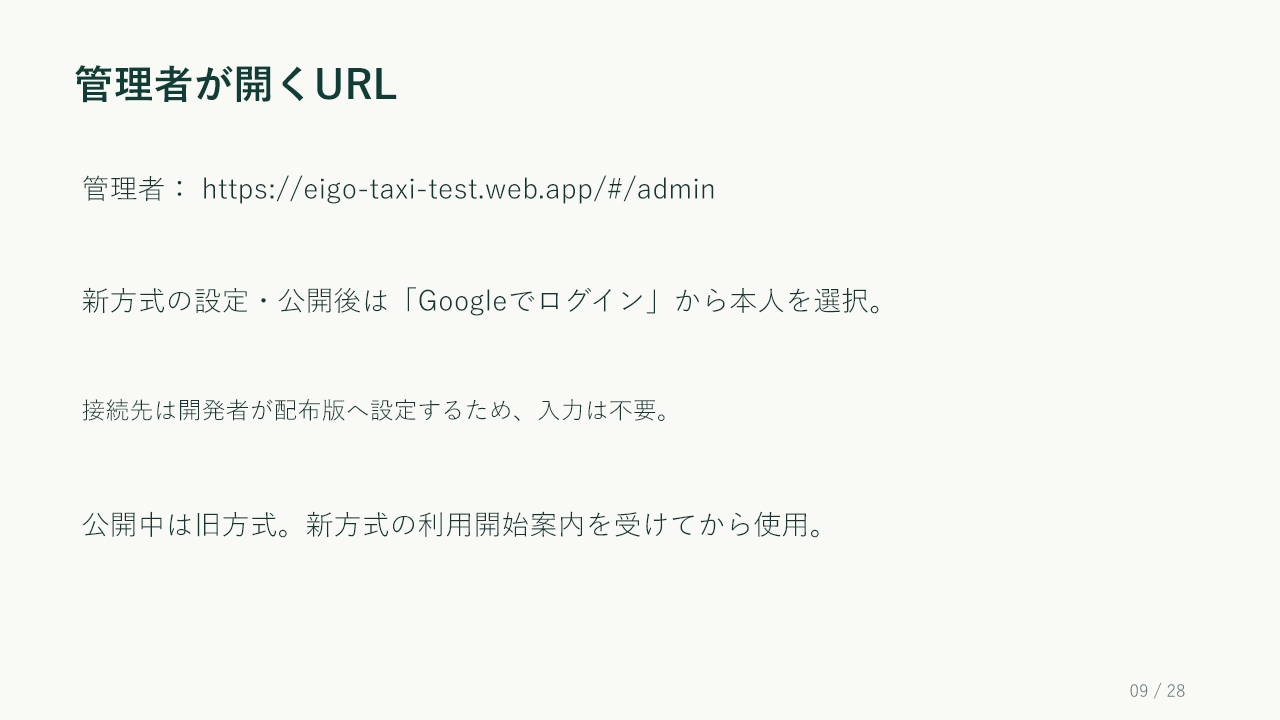 管理者が開くURL
管理者： https://eigo-taxi-test.web.app/#/admin
新方式の設定・公開後は「Googleでログイン」から本人を選択。
接続先は開発者が配布版へ設定するため、入力は不要。
公開中は旧方式。新方式の利用開始案内を受けてから使用。
09 / 28